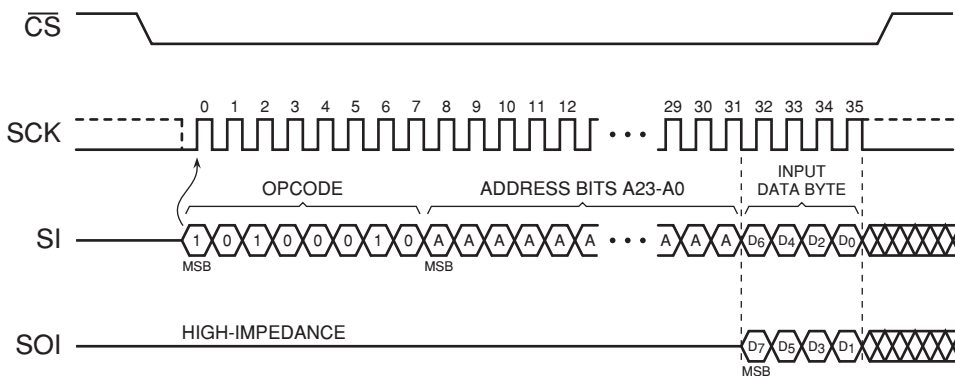 CS
0 1 2 3 4 5 6 7 8 9 10 11 12 29 30 31 32 33 34 35
SCK
OPCODE
ADDRESS BITS A23-A0
INPUT
DATA BYTE
SI
1 0 1 0 0 0 1 0 A A A A A A A A A D6 D4 D2 D0
MSB MSB
HIGH-IMPEDANCE
SOI
D7 D5 D3 D1
MSB